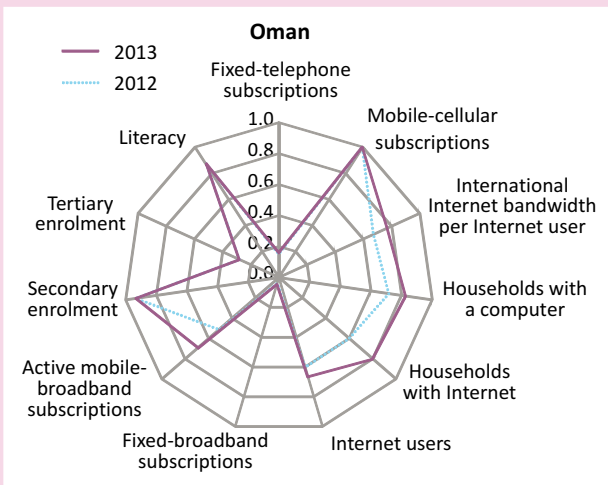 Oman
2013
2012
Fixed-telephone
subscriptions
Mobile-cellular
subscriptions
International
Internet bandwidth
per Internet user
Households with
a computer
Households
with Internet
Internet users
Fixed-broadband
subscriptions
Active mobile-
broadband
subscriptions
Secondary
enrolment
Tertiary
enrolment
Literacy
1.0
0.8
0.6
0.4
0.2
0.0